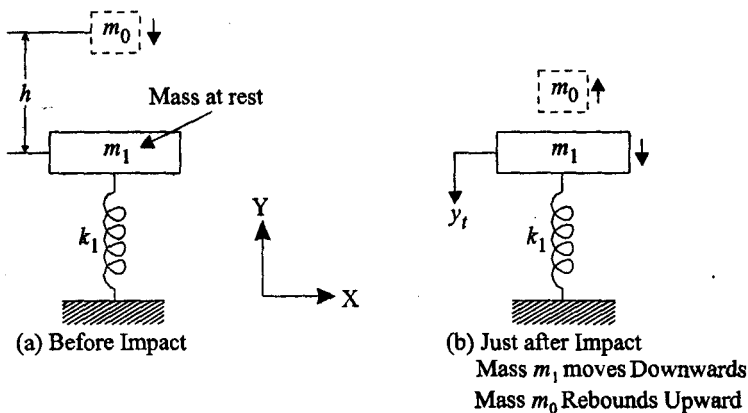 m₀
h
Mass at rest
m₁
k₁
Y
X
(a) Before Impact
m₀
m₁
yₜ
k₁
(b) Just after Impact
Mass m₁ moves Downwards
Mass m₀ Rebounds Upward